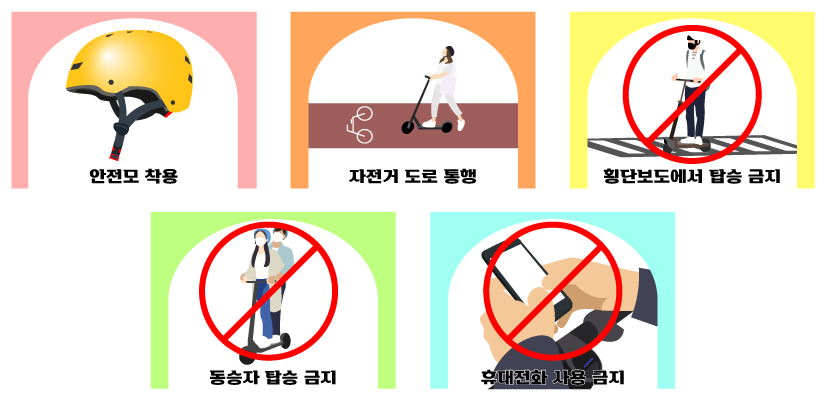 안전모 착용
자전거 도로 통행
횡단보도에서 탑승 금지
동승자 탑승 금지
휴대전화 사용 금지